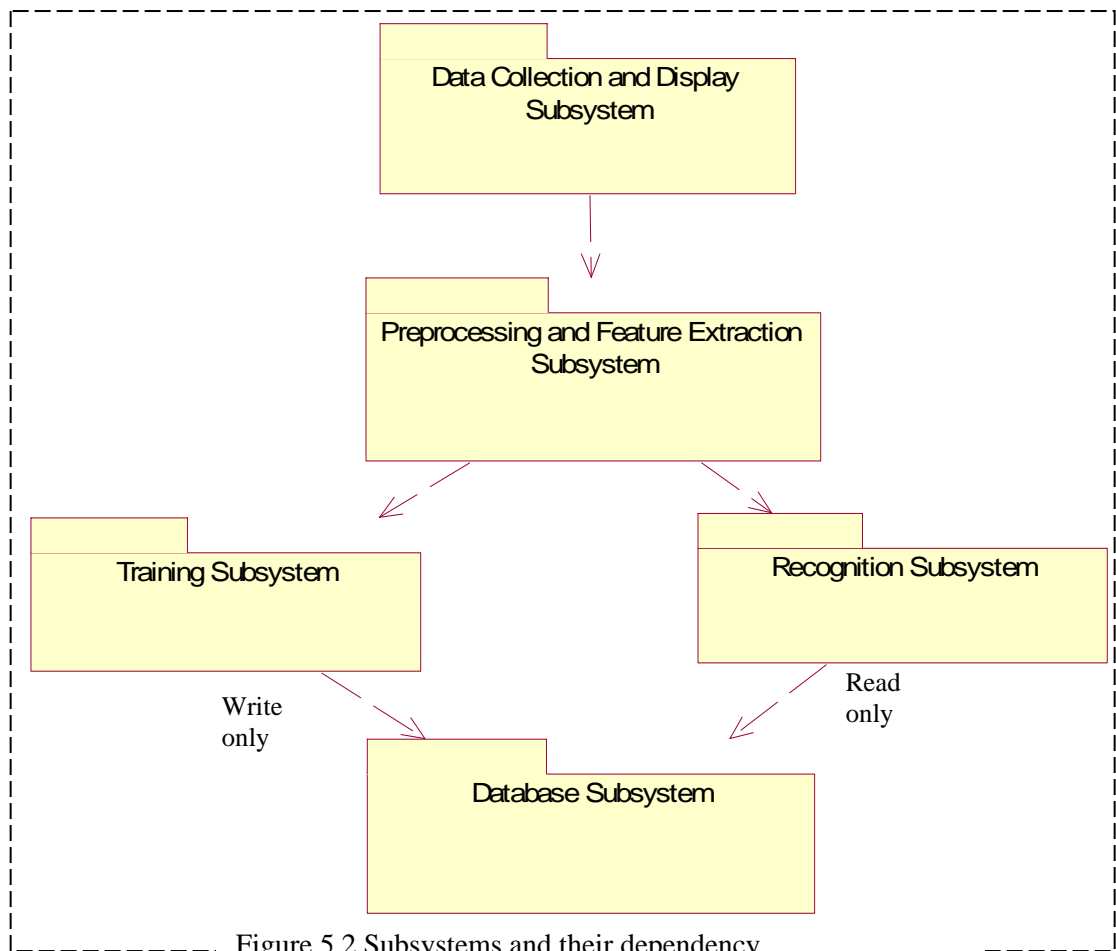 Data Collection and Display
Subsystem
Preprocessing and Feature Extraction
Subsystem
Training Subsystem
Recognition Subsystem
Write
only
Read
only
Database Subsystem
Figure 5.2 Subsystems and their dependency